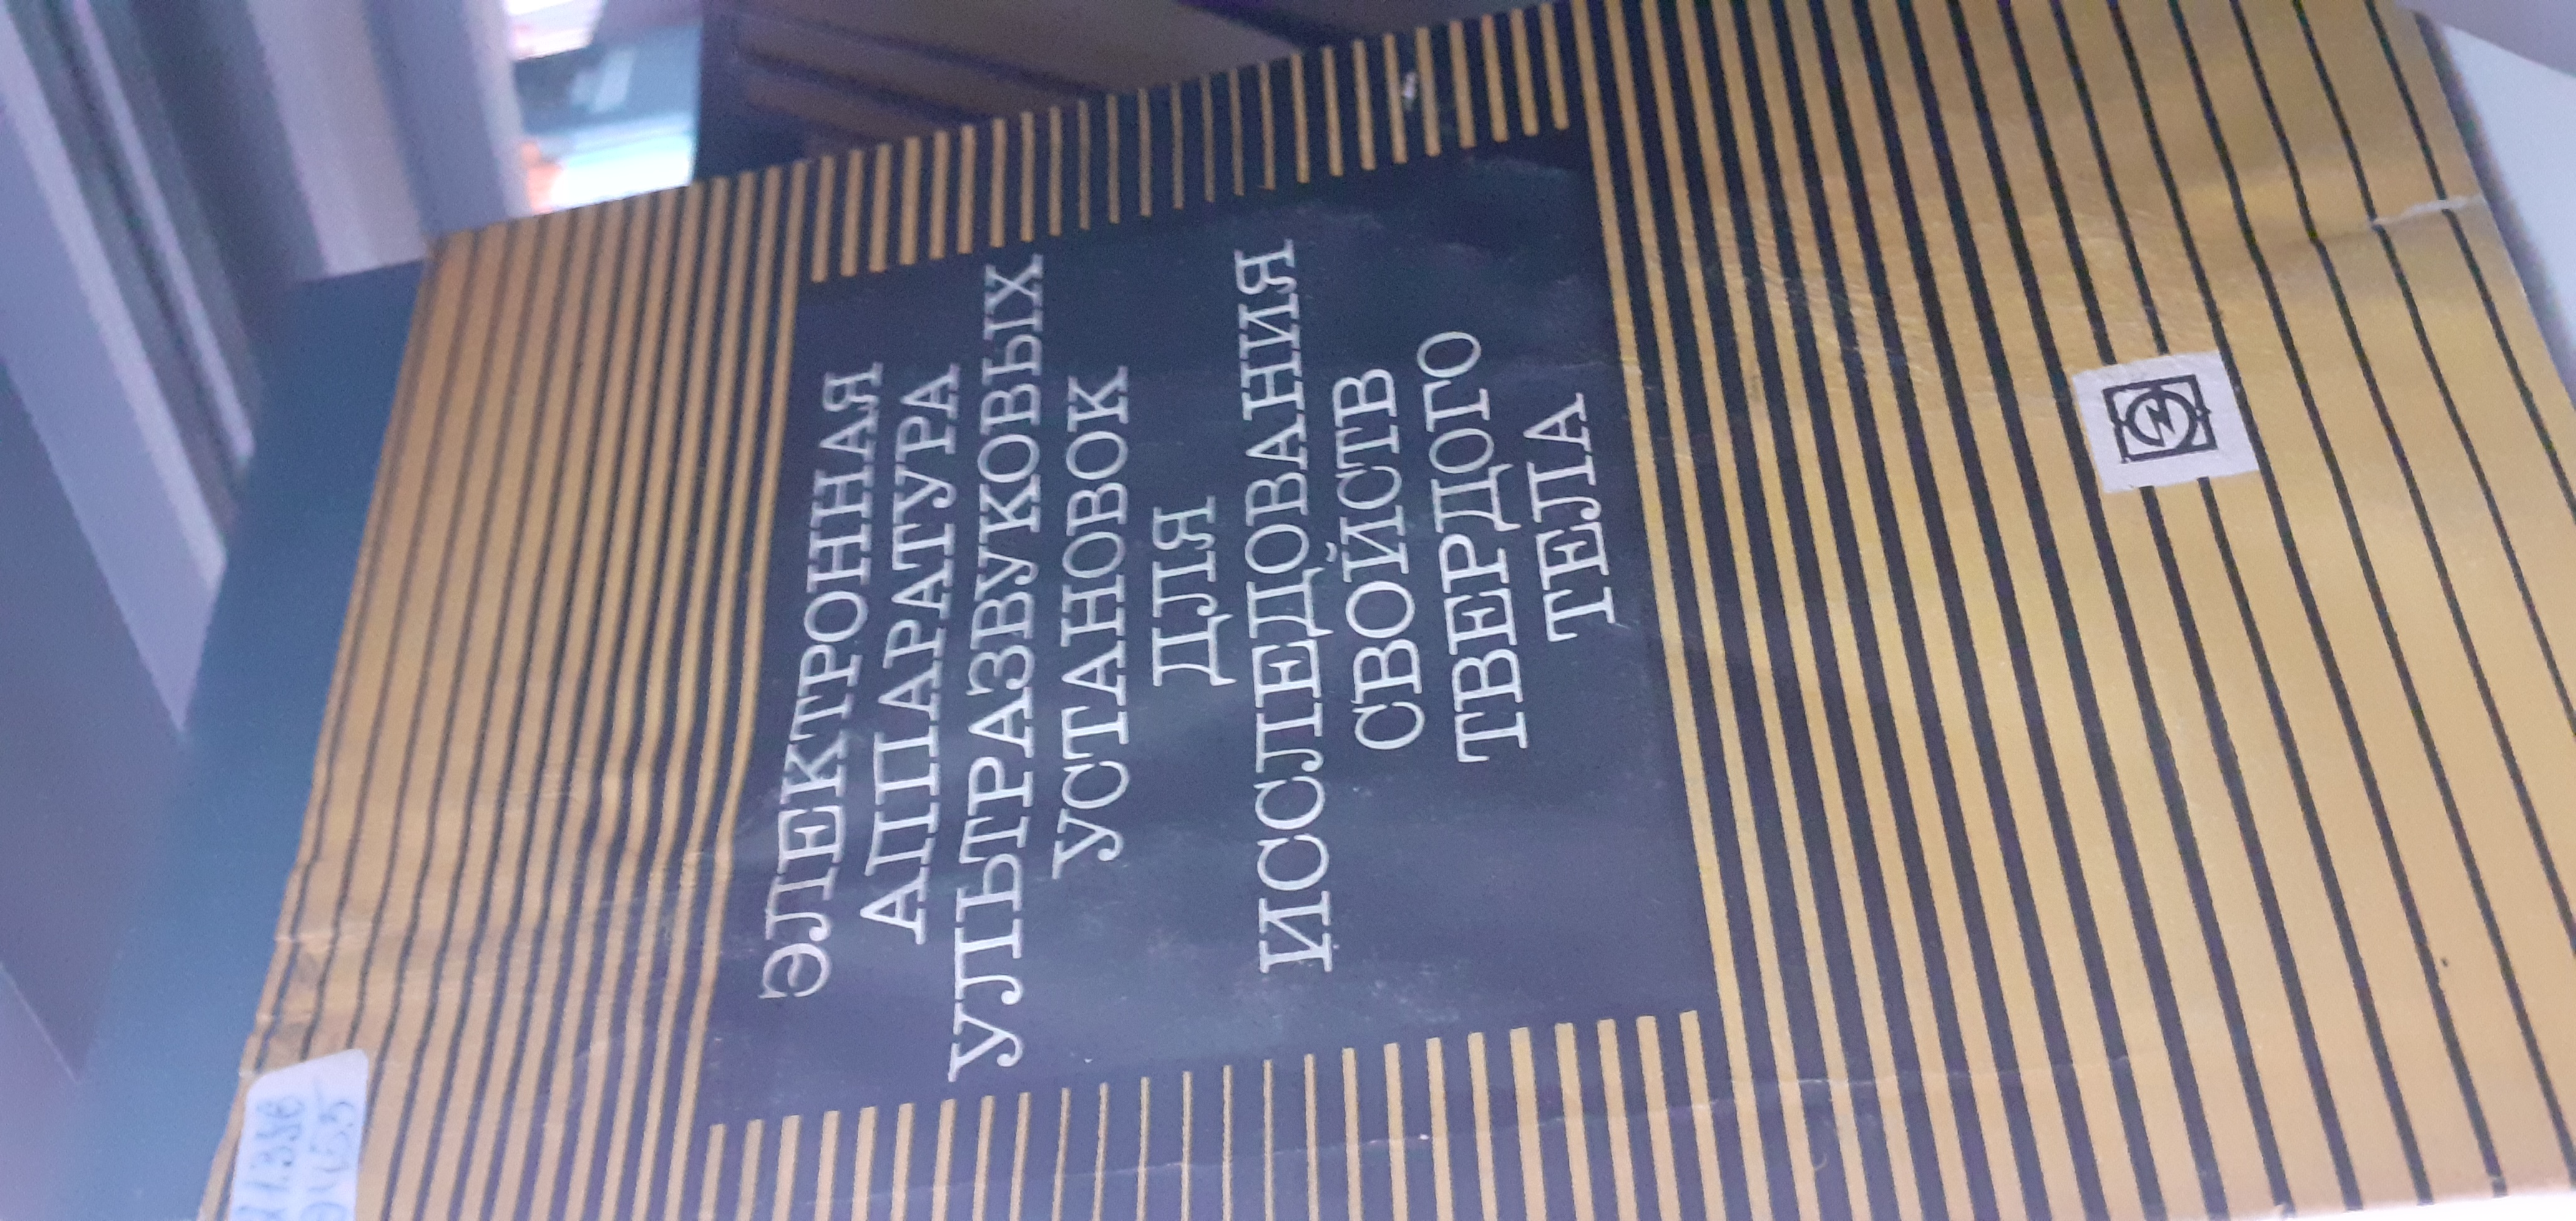 ЭЛЕКТРОННАЯ
АППАРАТУРА
УЛЬТРАЗВУКОВЫХ
УСТАНОВОК
ДЛЯ
ИССЛЕДОВАНИЯ
СВОЙСТВ
ТВЕРДОГО
ТЕЛА